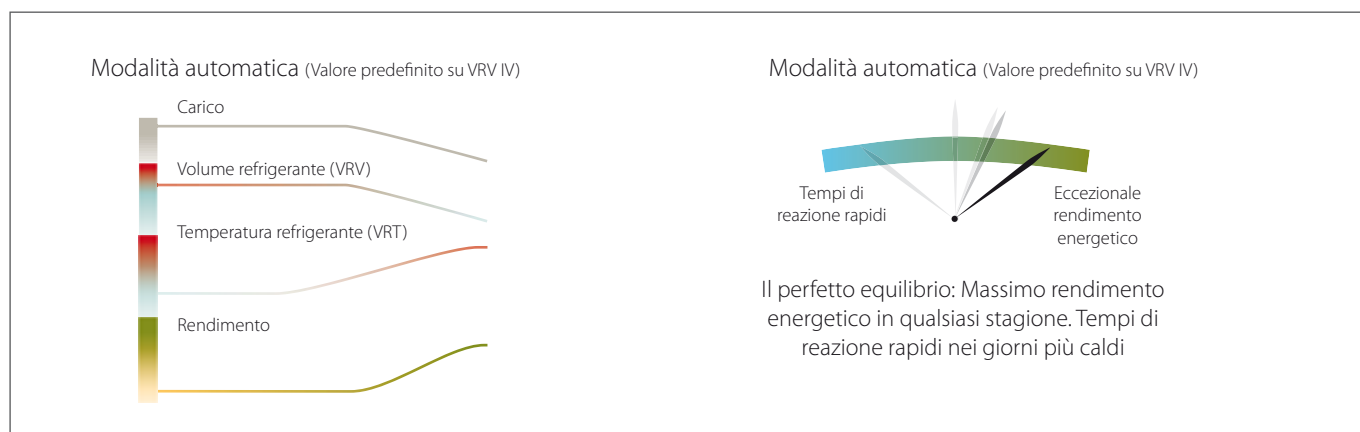 Modalità automatica (Valore predefinito su VRV IV)
Carico
Volume refrigerante (VRV)
Temperatura refrigerante (VRT)
Rendimento
Modalità automatica (Valore predefinito su VRV IV)
Tempi di
reazione rapidi
Eccezionale
rendimento
energetico
Il perfetto equilibrio: Massimo rendimento
energetico in qualsiasi stagione. Tempi di
reazione rapidi nei giorni più caldi